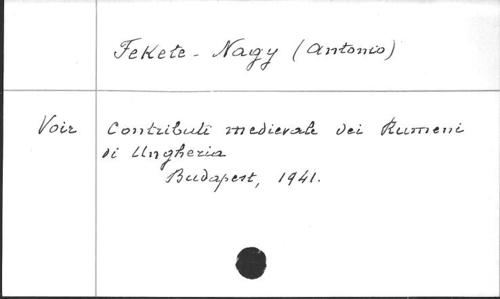 Fekete-Nagy (Antonio)
Voir Contributi medievali dei Rumeni
di Ungheria
Budapest, 1941.